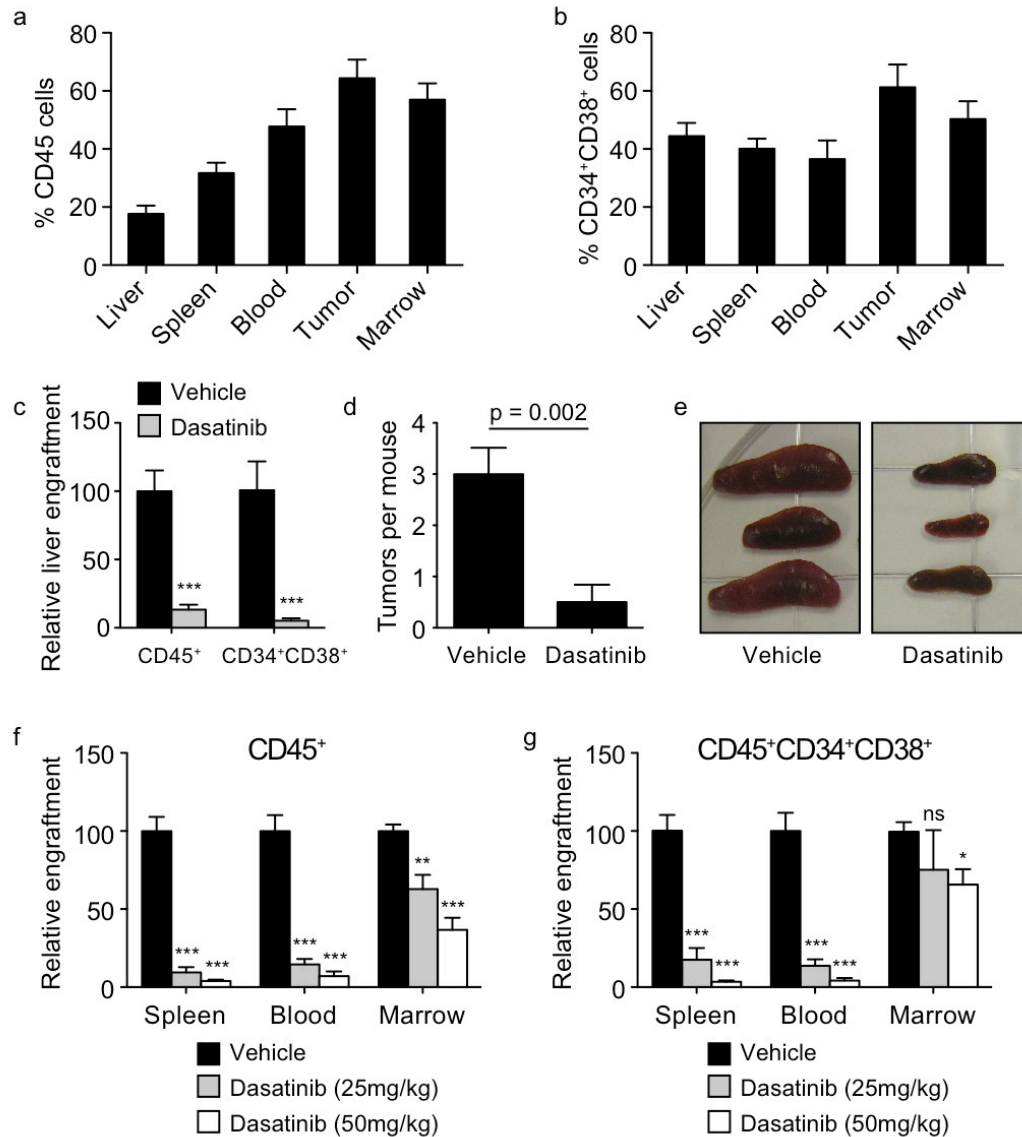 a
% CD45 cells
80
60
40
20
0
Liver
Spleen
Blood
Tumor
Marrow
b
% CD34⁺CD38⁺ cells
80
60
40
20
0
Liver
Spleen
Blood
Tumor
Marrow
c
Vehicle
Dasatinib
Relative liver engraftment
150
100
50
0
***
***
CD45⁺
CD34⁺CD38⁺
d
Tumors per mouse
p = 0.002
4
3
2
1
0
Vehicle
Dasatinib
e
Vehicle
Dasatinib
f
CD45⁺
Relative engraftment
150
100
50
0
***
***
***
***
**
***
Spleen
Blood
Marrow
Vehicle
Dasatinib (25mg/kg)
Dasatinib (50mg/kg)
g
CD45⁺CD34⁺CD38⁺
Relative engraftment
150
100
50
0
***
***
***
***
ns
*
Spleen
Blood
Marrow
Vehicle
Dasatinib (25mg/kg)
Dasatinib (50mg/kg)